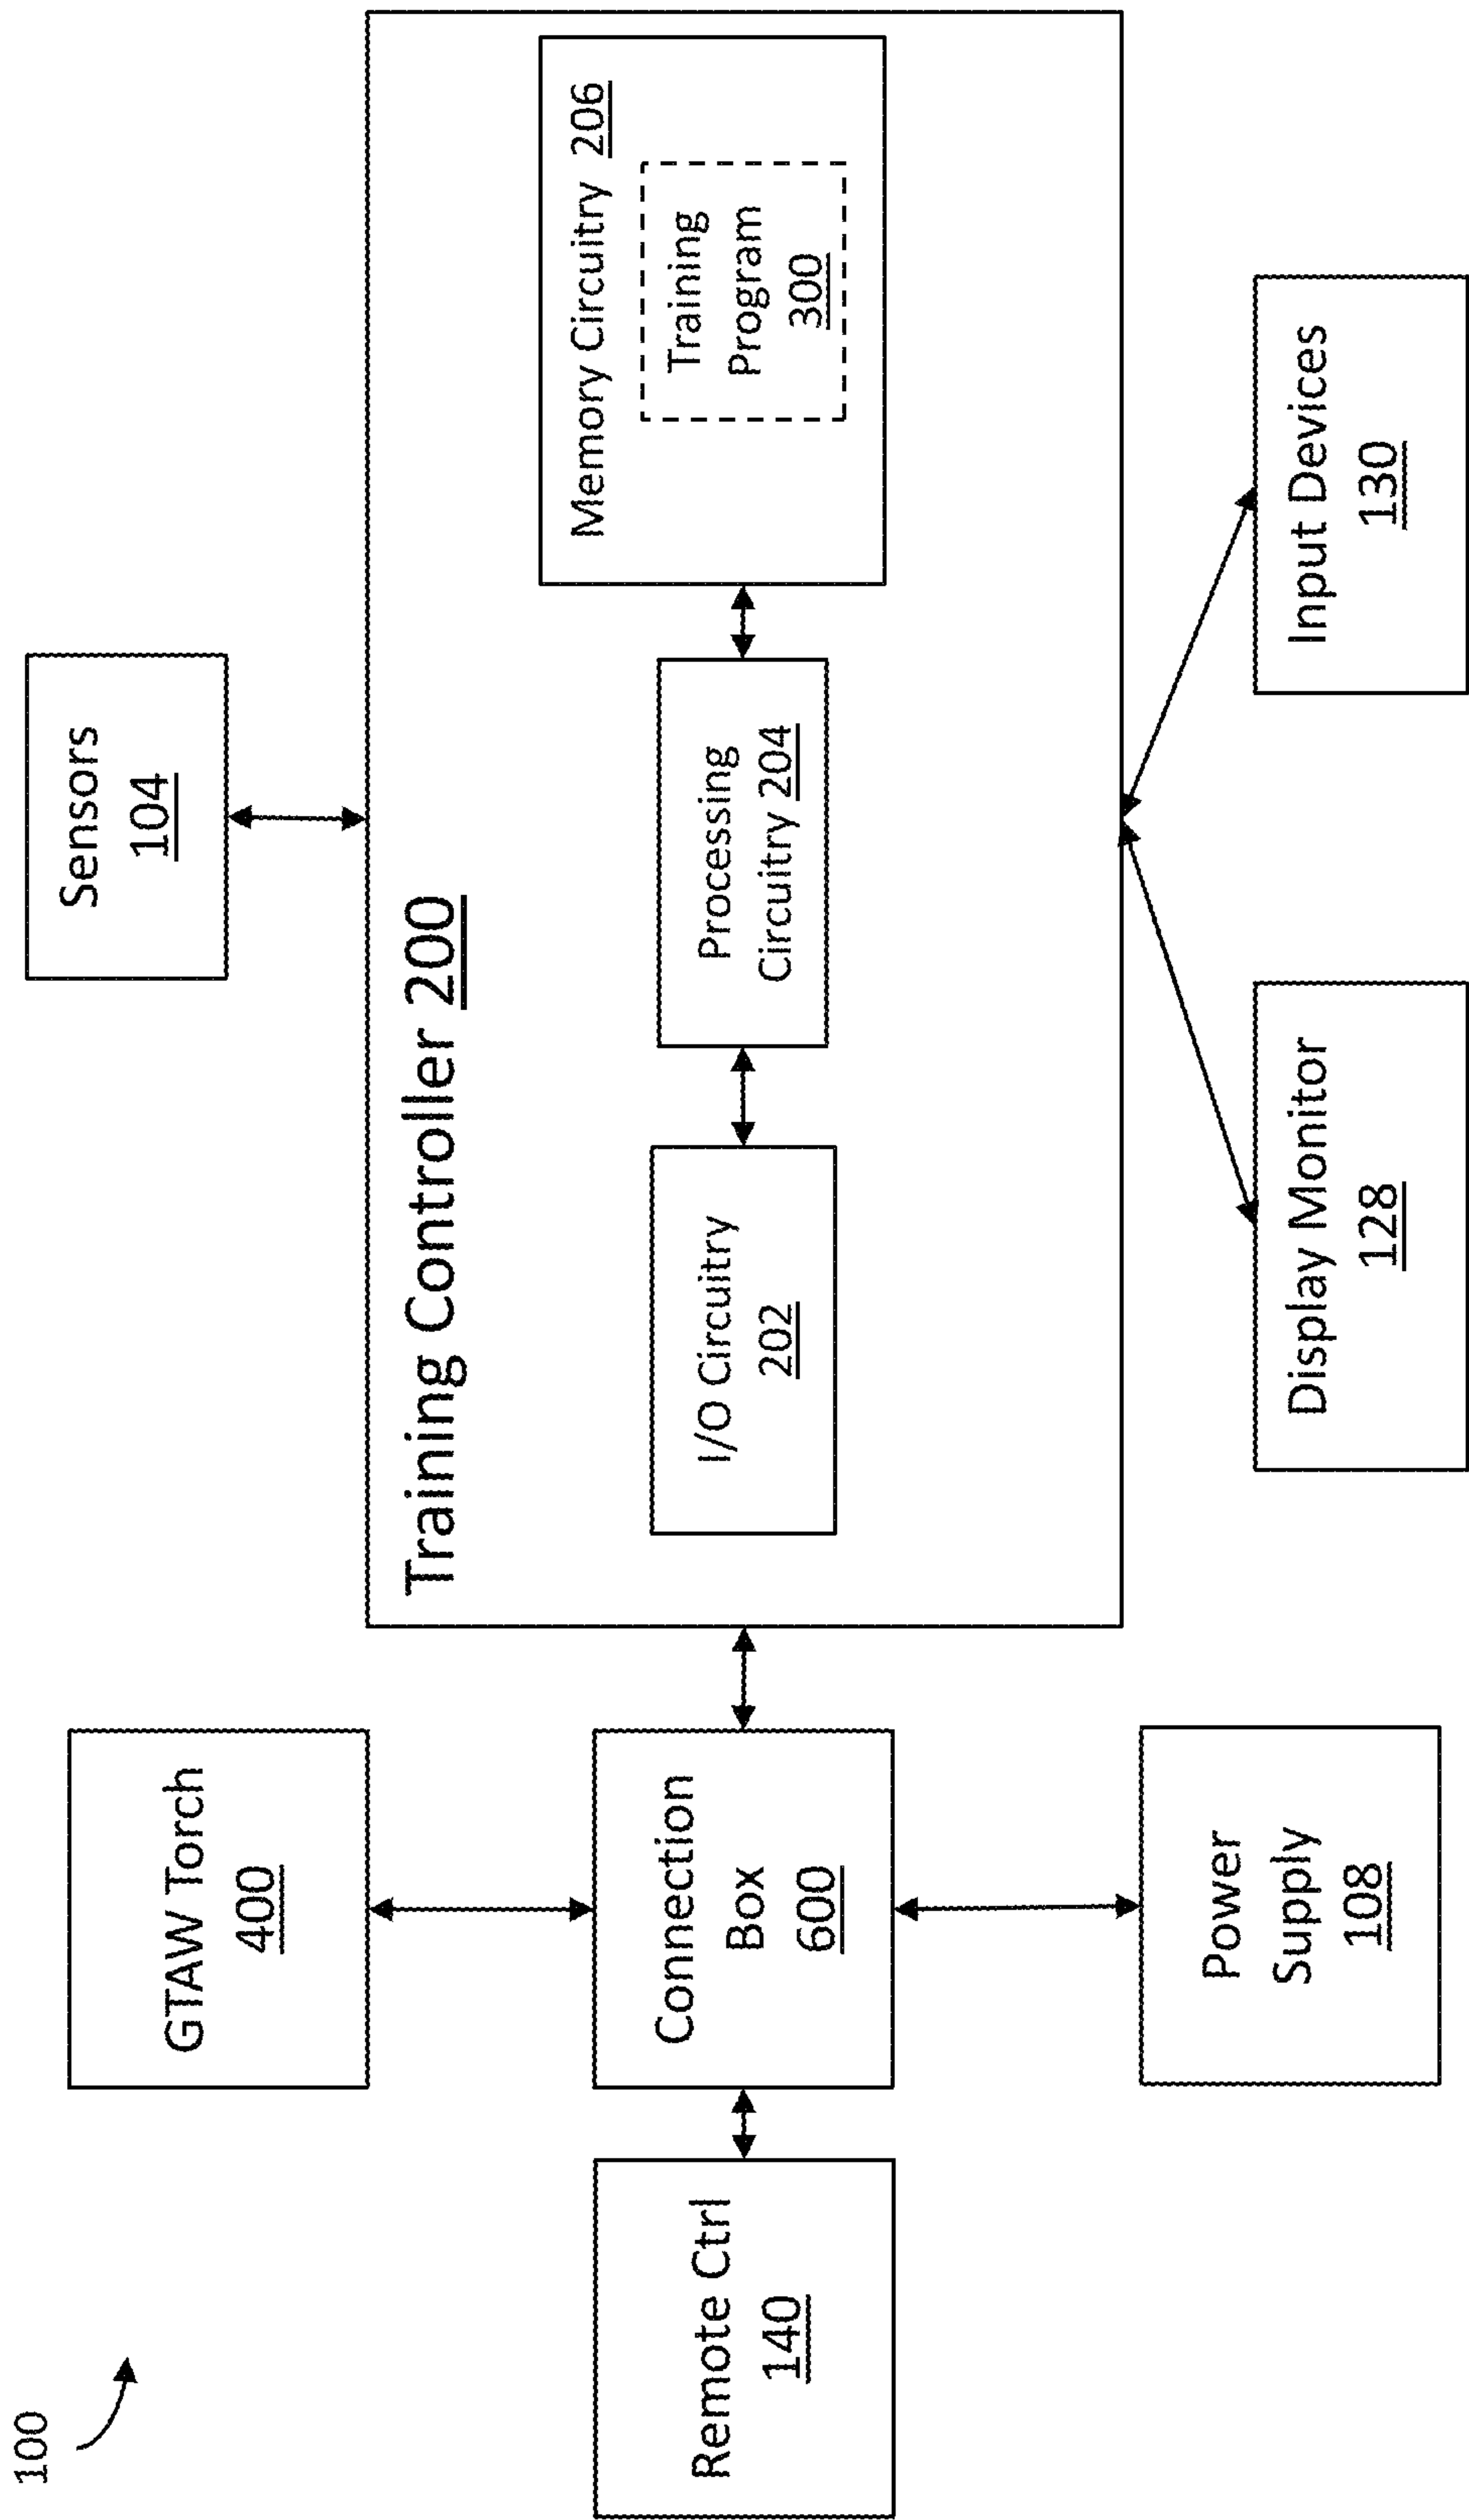 100
Sensors
104
GTAW Torch
400
Training Controller 200
Memory Circuitry 206
Training
Program
300
Remote Ctrl
140
Connection
Box
600
I/O Circuitry
202
Processing
Circuitry 204
Power
Supply
108
Display Monitor
128
Input Devices
130